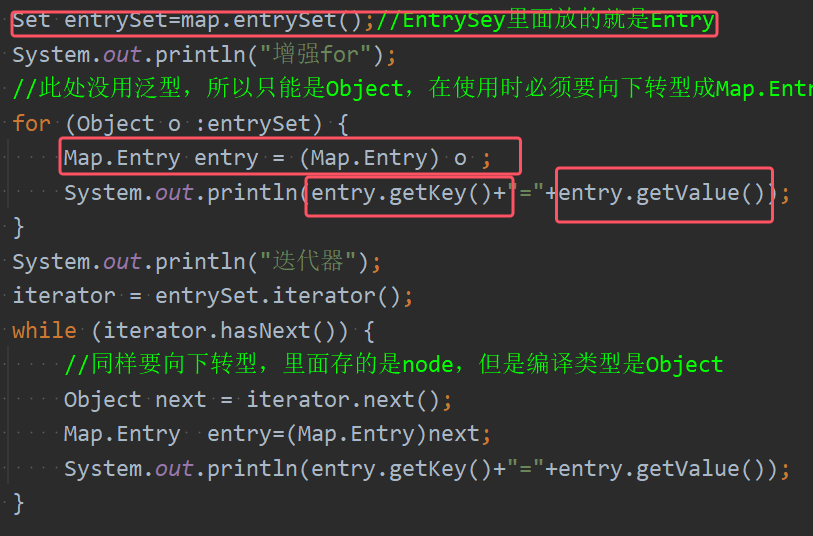 Set entrySet=map.entrySet();//EntrySey里面放的就是Entry
System.out.println("增强for");
//此处没用泛型，所以只能是Object，在使用时必须要向下转型成Map.Entr
for (Object o :entrySet) {
Map.Entry entry = (Map.Entry) o ;
System.out.println(entry.getKey()+"="+entry.getValue());
}
System.out.println("迭代器");
iterator = entrySet.iterator();
while (iterator.hasNext()) {
//同样要向下转型，里面存的是node，但是编译类型是Object
Object next = iterator.next();
Map.Entry  entry=(Map.Entry)next;
System.out.println(entry.getKey()+"="+entry.getValue());
}